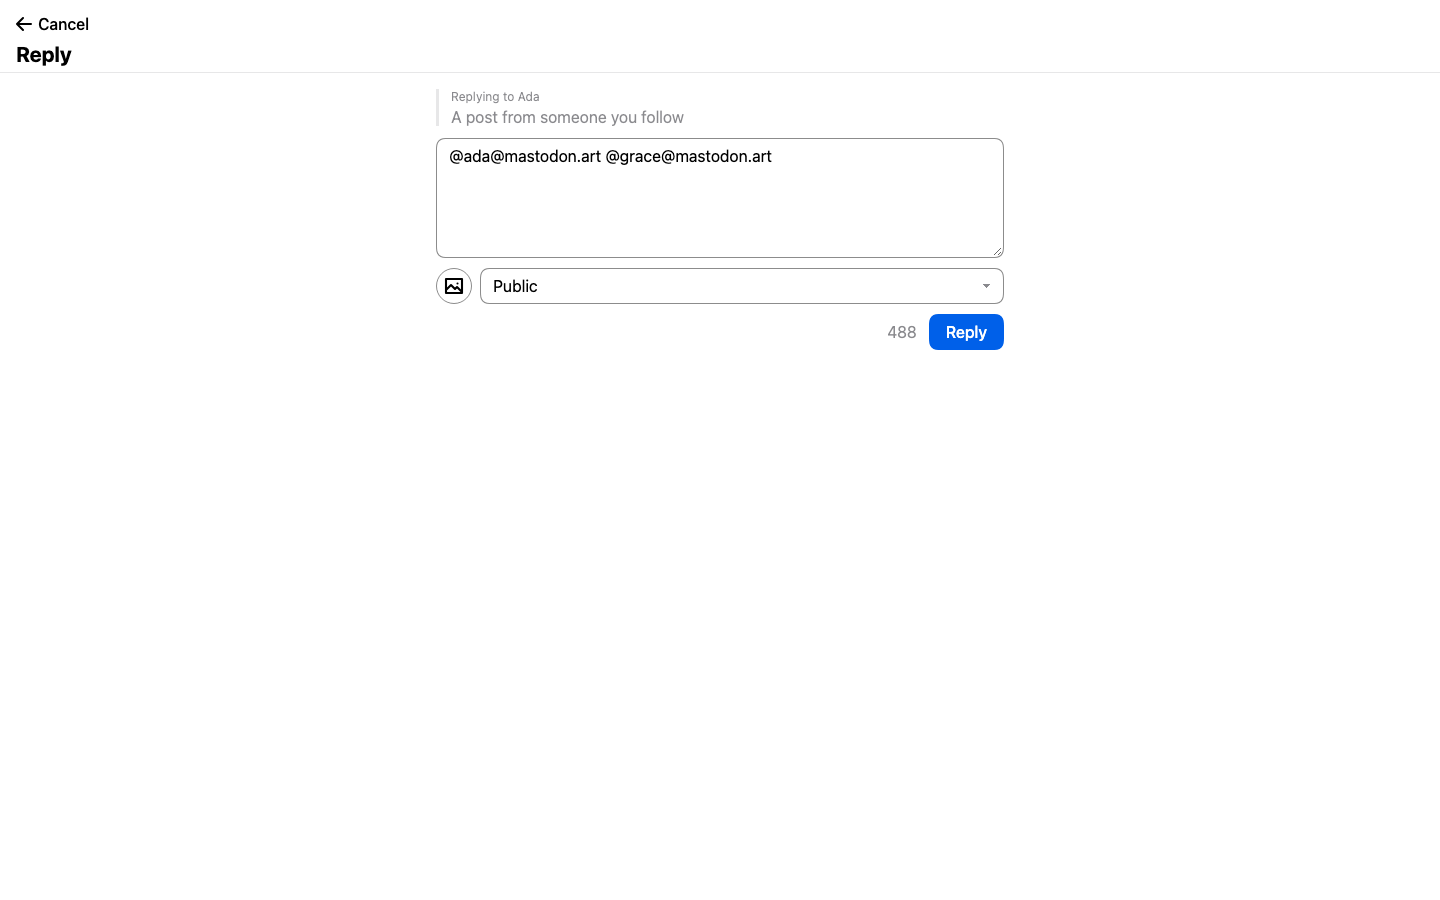 Cancel
Reply
Replying to Ada
A post from someone you follow
@ada@mastodon.art @grace@mastodon.art
Public
488
Reply